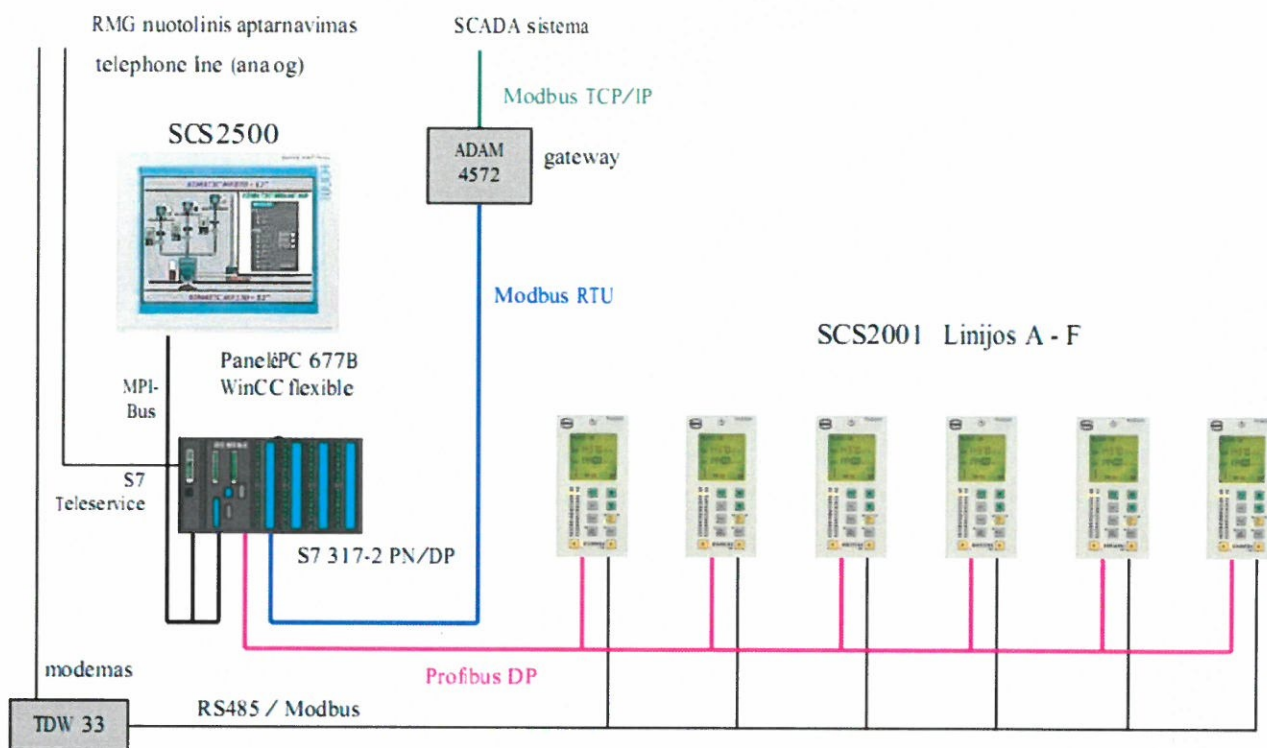 RMG nuotolinis aptarnavimas
telephone line (ana og)
SCADA sistema
Modbus TCP/IP
SCS2500
ADAM
4572
gateway
Modbus RTU
SCS2001 Linijos A - F
PanelėPC 677B
WinCC flexible
MPI-
Bus
S7
Teleservice
S7 317-2 PN/DP
modemas
Profibus DP
TDW 33
RS485 / Modbus